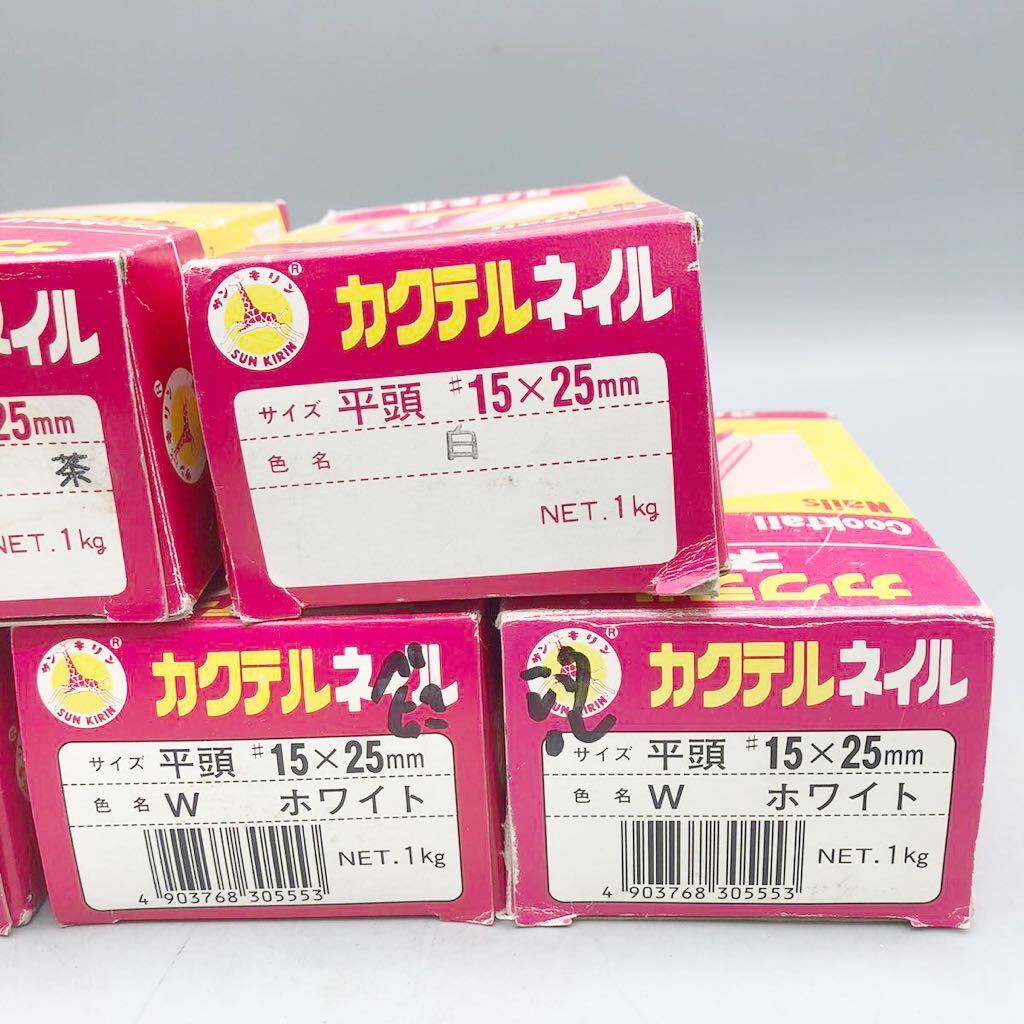 サンキリン
®
SUN KIRIN
カクテルネイル
サイズ 平頭 #15×25mm
色名 白
NET.1kg
ネイル
25mm
茶
NET.1kg
サンキリン
®
SUN KIRIN
カクテルネイル
サイズ 平頭 #15×25mm
色名 W ホワイト
NET.1kg
4 903768 305553
Nails
Cooktail
サンキリン
®
SUN KIRIN
カクテルネイル
サイズ 平頭 #15×25mm
色名 W ホワイト
NET.1kg
4 903768 305553